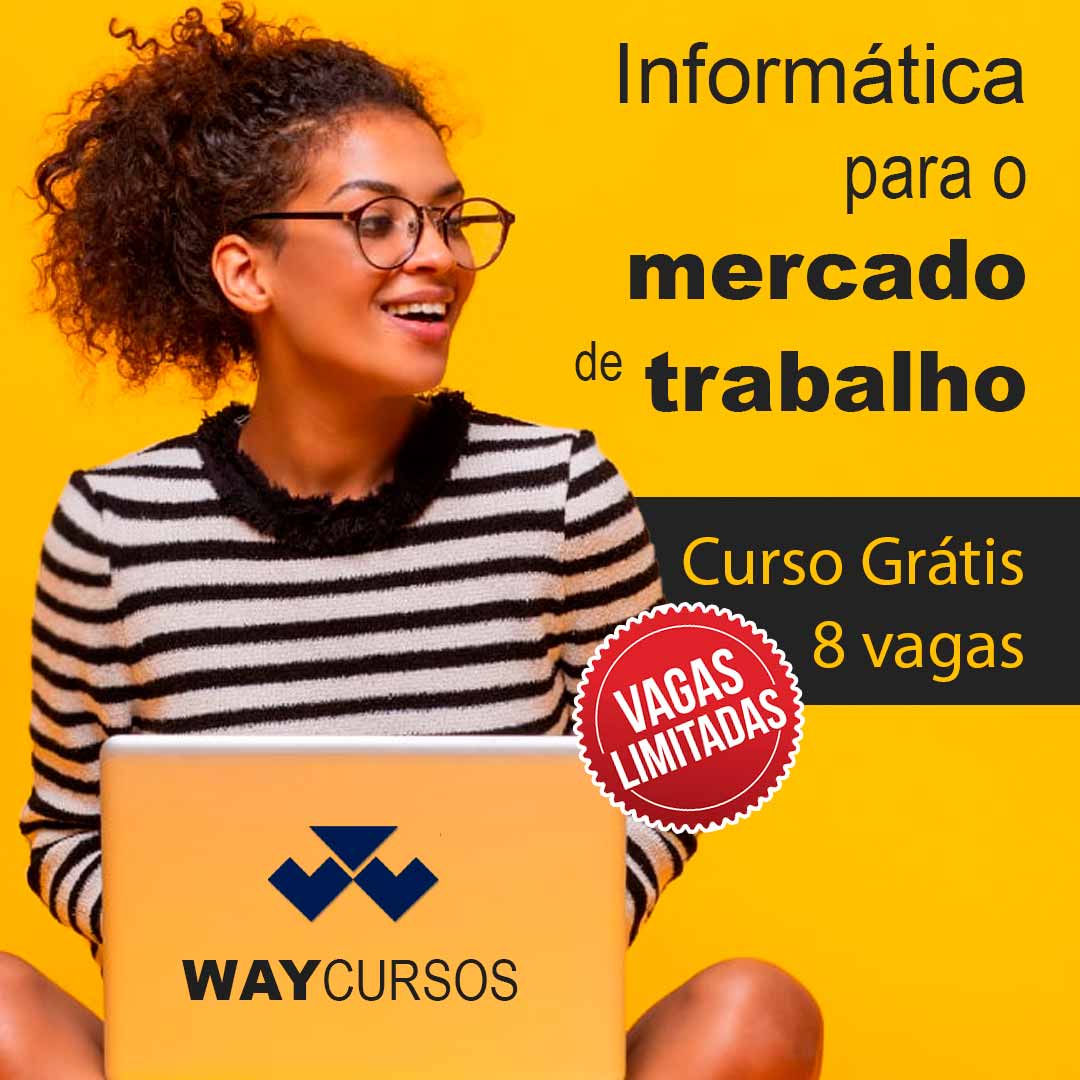 Informática
para o
mercado
de trabalho
Curso Grátis
8 vagas
VAGAS
LIMITADAS
WAYCURSOS